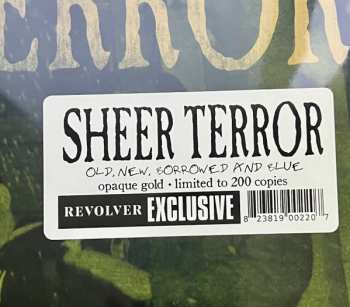 ERROR
SHEER TERROR
OLD, NEW, BORROWED AND BLUE
opaque gold • limited to 200 copies
REVOLVER EXCLUSIVE
8 23819 00220 7